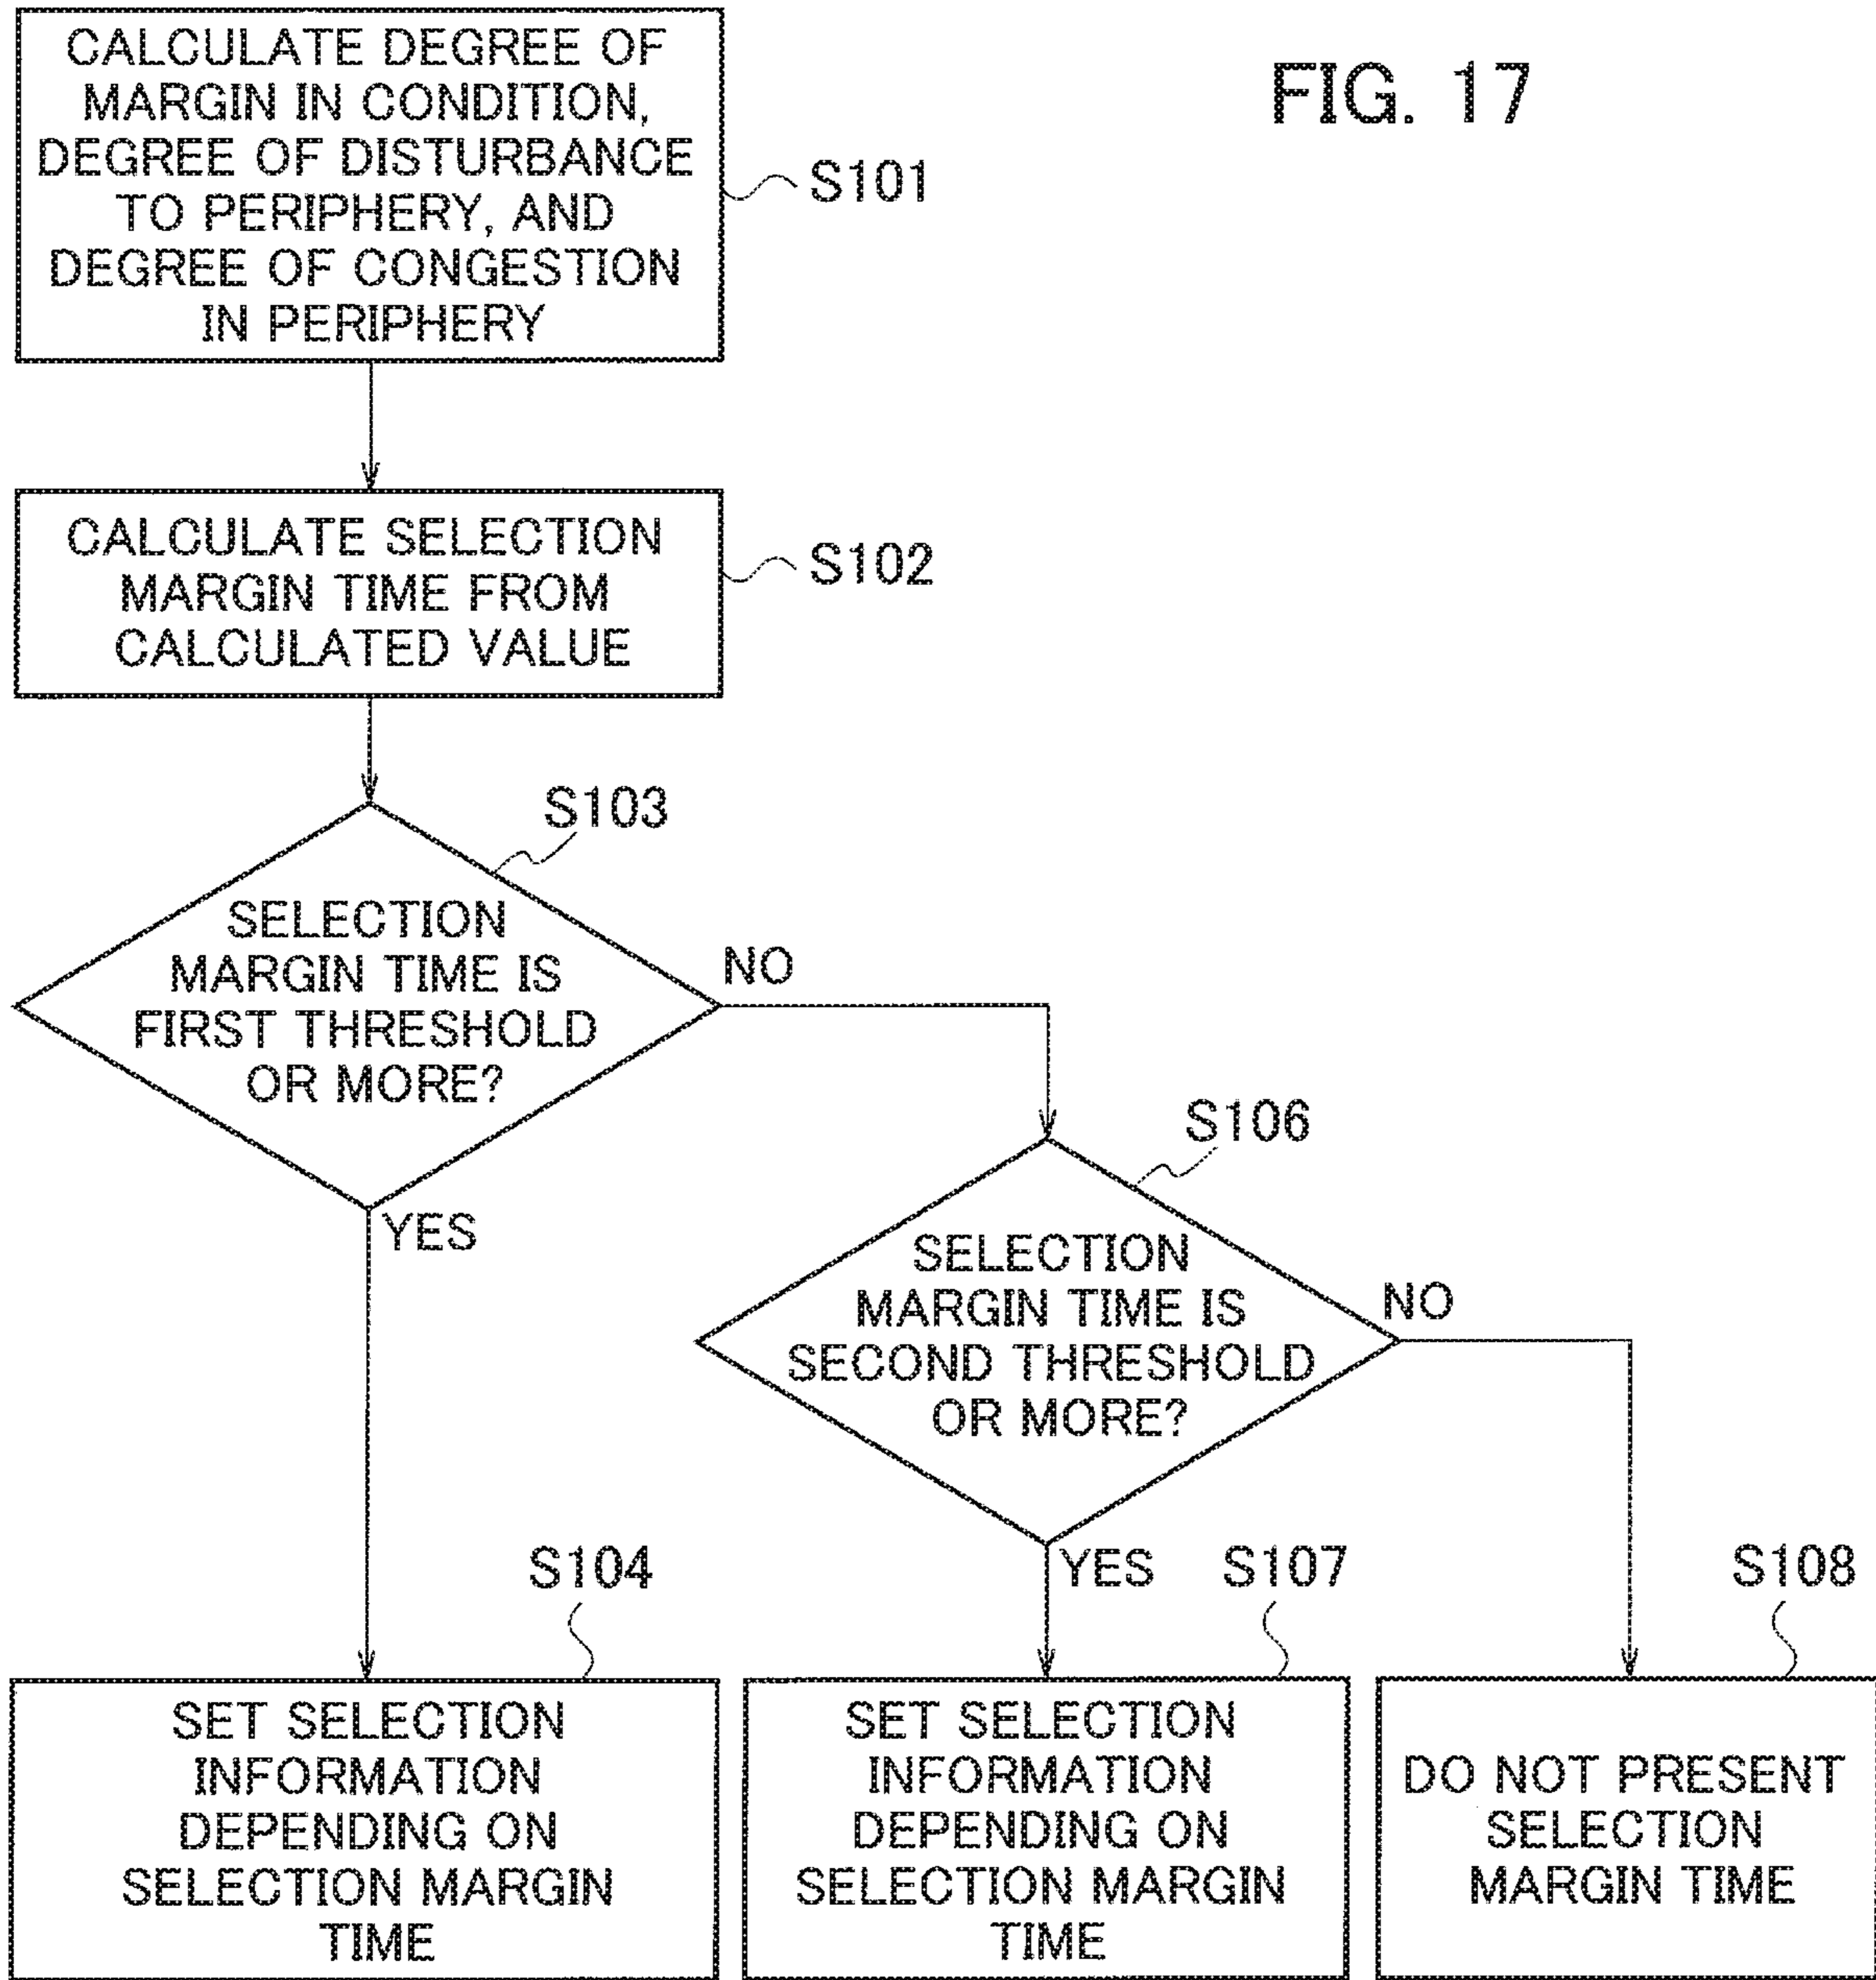 FIG. 17
CALCULATE DEGREE OF
MARGIN IN CONDITION,
DEGREE OF DISTURBANCE
TO PERIPHERY, AND
DEGREE OF CONGESTION
IN PERIPHERY
S101
CALCULATE SELECTION
MARGIN TIME FROM
CALCULATED VALUE
S102
S103
SELECTION
MARGIN TIME IS
FIRST THRESHOLD
OR MORE?
NO
YES
S106
SELECTION
MARGIN TIME IS
SECOND THRESHOLD
OR MORE?
NO
YES
S104
SET SELECTION
INFORMATION
DEPENDING ON
SELECTION MARGIN
TIME
S107
SET SELECTION
INFORMATION
DEPENDING ON
SELECTION MARGIN
TIME
S108
DO NOT PRESENT
SELECTION
MARGIN TIME